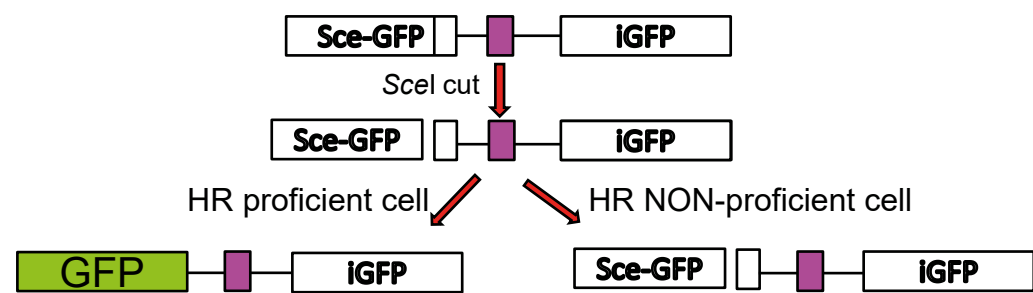 Sce-GFP iGFP
SceI cut
Sce-GFP iGFP
HR proficient cell HR NON-proficient cell
GFP iGFP Sce-GFP iGFP